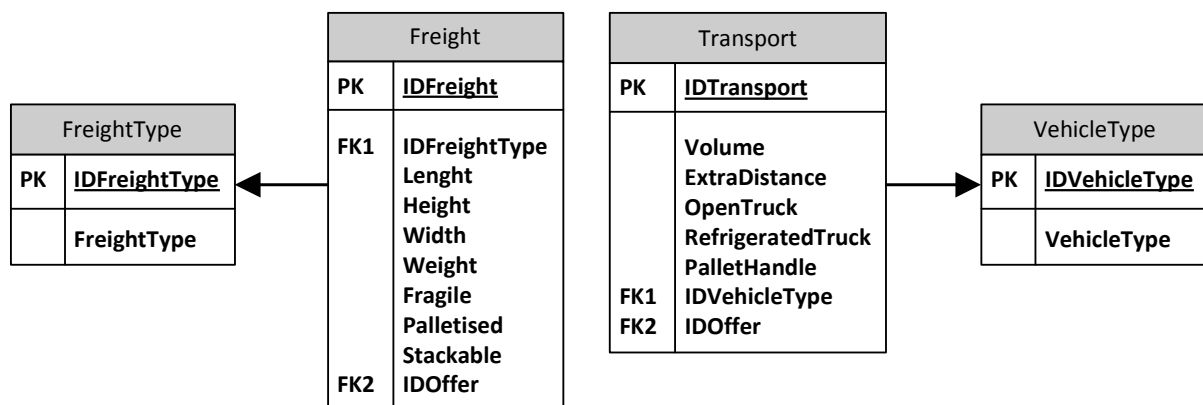 FreightType
PK IDFreightType
FreightType
Freight
PK IDFreight
FK1 IDFreightType
Lenght
Height
Width
Weight
Fragile
Palletised
Stackable
FK2 IDOffer
Transport
PK IDTransport
Volume
ExtraDistance
OpenTruck
RefrigeratedTruck
PalletHandle
FK1 IDVehicleType
FK2 IDOffer
VehicleType
PK IDVehicleType
VehicleType